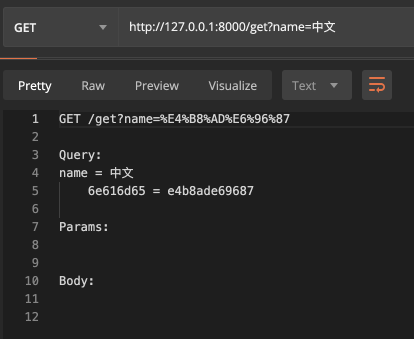 GET http://127.0.0.1:8000/get?name=中文
Pretty Raw Preview Visualize Text
1 GET /get?name=%E4%B8%AD%E6%96%87
2
3 Query:
4 name = 中文
5 6e616d65 = e4b8ade69687
6
7 Params:
8
9
10 Body:
11
12